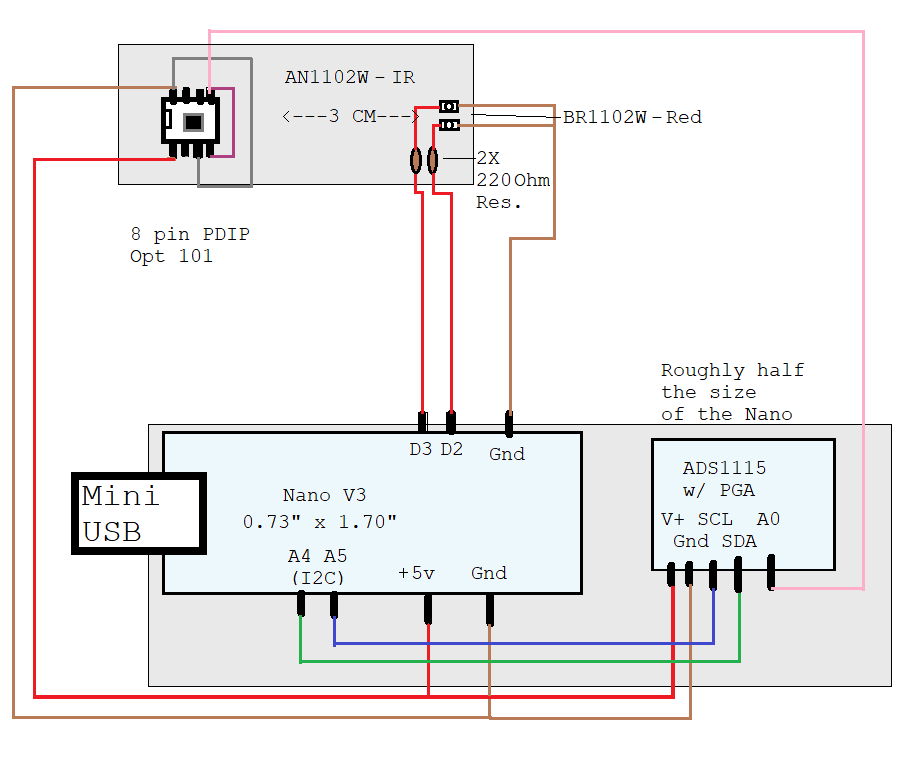 AN1102W-IR
<---3 CM--->
BR1102W-Red
2X
220Ohm
Res.
8 pin PDIP
Opt 101
Roughly half
the size
of the Nano
D3 D2
Gnd
Mini
USB
Nano V3
0.73" x 1.70"
A4 A5
(I2C)
+5v
Gnd
ADS1115
w/ PGA
V+ SCL A0
Gnd SDA